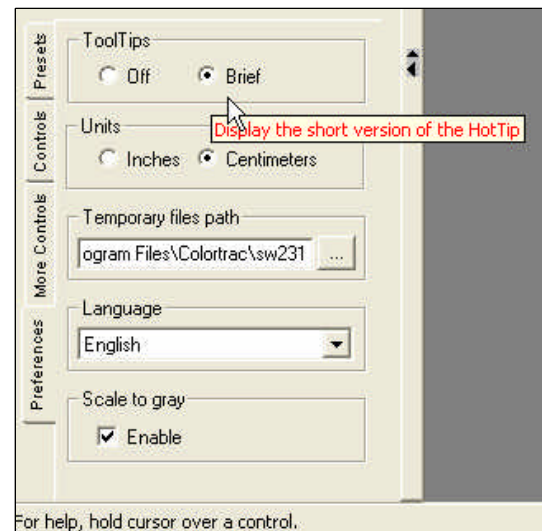 Presets
Controls
More Controls
Preferences
ToolTips
Off Brief
Display the short version of the HotTip
Units
Inches Centimeters
Temporary files path
ogram Files\Colortrac\sw231 ...
Language
English
Scale to gray
Enable
For help, hold cursor over a control.